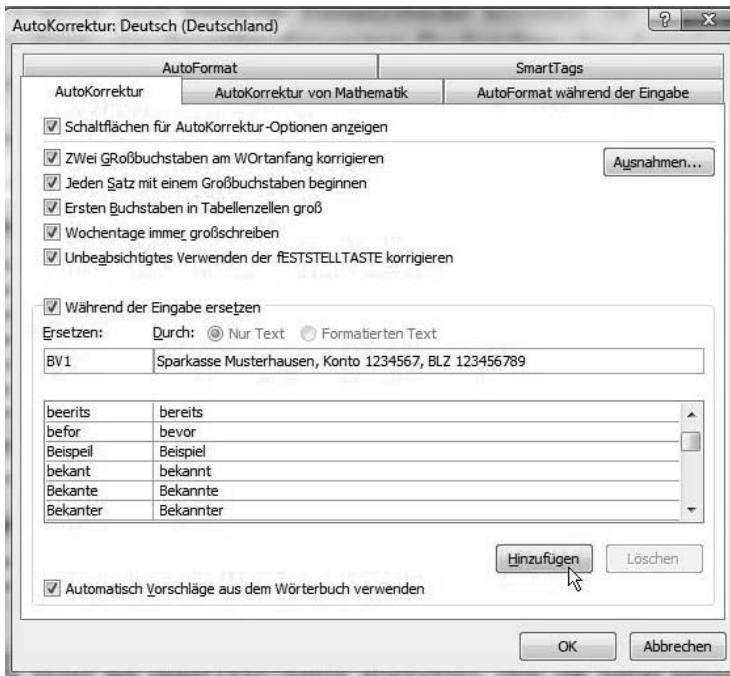 AutoKorrektur: Deutsch (Deutschland)
? X
AutoFormat SmartTags
AutoKorrektur AutoKorrektur von Mathematik AutoFormat während der Eingabe
Schaltflächen für AutoKorrektur-Optionen anzeigen
ZWei GRoßbuchstaben am WOrtanfang korrigieren
Ausnahmen...
Jeden Satz mit einem Großbuchstaben beginnen
Ersten Buchstaben in Tabellenzellen groß
Wochentage immer großschreiben
Unbeabsichtigtes Verwenden der fESTSTELLTASTE korrigieren
Während der Eingabe ersetzen
Ersetzen: Durch: Nur Text Formatierten Text
BV1 Sparkasse Musterhausen, Konto 1234567, BLZ 123456789
beerits bereits
befor bevor
Beispeil Beispiel
bekant bekannt
Bekante Bekannte
Bekanter Bekannter
Hinzufügen Löschen
Automatisch Vorschläge aus dem Wörterbuch verwenden
OK Abbrechen